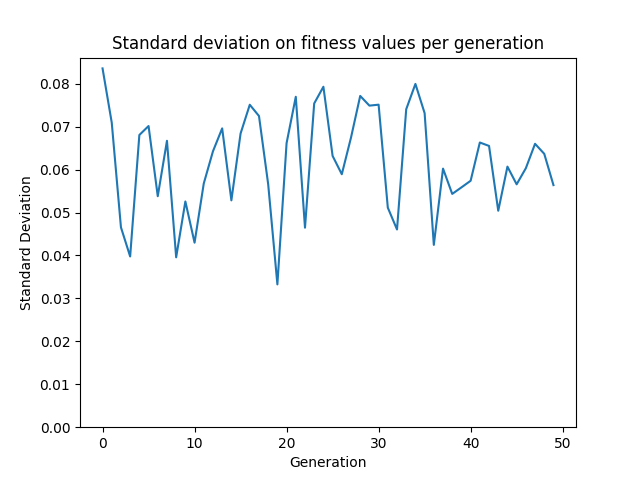 Standard deviation on fitness values per generation
0.08
0.07
0.06
0.05
0.04
0.03
0.02
0.01
0.00
Standard Deviation
0 10 20 30 40 50
Generation